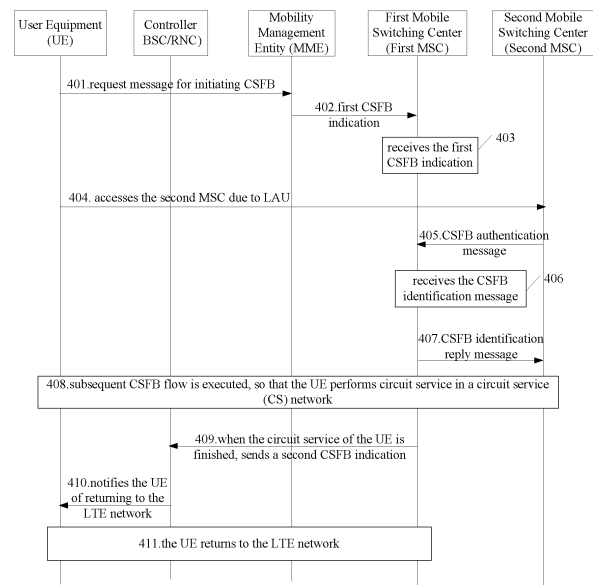 User Equipment
(UE)
Controller
BSC/RNC)
Mobility
Management
Entity (MME)
First Mobile
Switching Center
(First MSC)
Second Mobile
Switching Center
(Second MSC)
401.request message for initiating CSFB
402.first CSFB
indication
403
receives the first
CSFB indication
404. accesses the second MSC due to LAU
405.CSFB authentication
message
receives the CSFB
identification message
406
407.CSFB identification
reply message
408.subsequent CSFB flow is executed, so that the UE performs circuit service in a circuit service
(CS) network
409.when the circuit service of the UE is
finished, sends a second CSFB indication
410.notifies the UE
of returning to the
LTE network
411.the UE returns to the LTE network